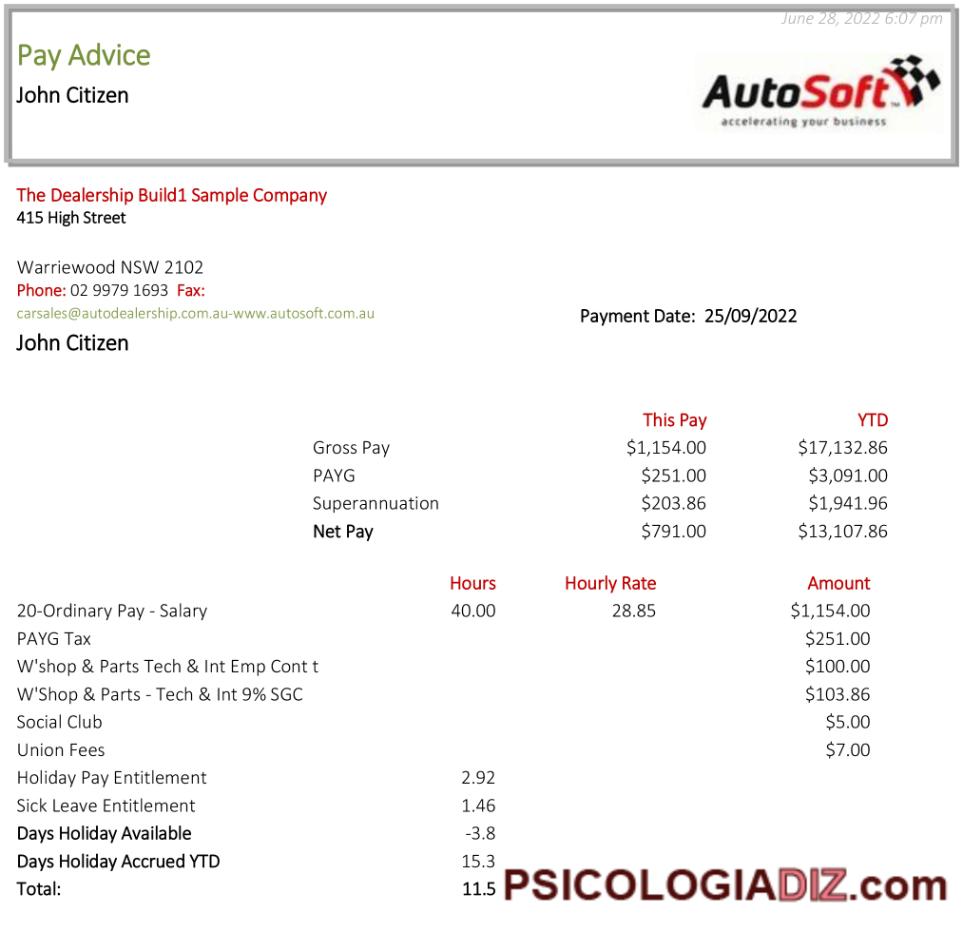 June 28, 2022 6:07 pm
Pay Advice
John Citizen
AutoSoft™
accelerating your business
The Dealership Build1 Sample Company
415 High Street
Warriewood NSW 2102
Phone: 02 9979 1693 Fax:
carsales@autodealership.com.au-www.autosoft.com.au
Payment Date: 25/09/2022
John Citizen
This Pay YTD
Gross Pay $1,154.00 $17,132.86
PAYG $251.00 $3,091.00
Superannuation $203.86 $1,941.96
Net Pay $791.00 $13,107.86
Hours Hourly Rate Amount
20-Ordinary Pay - Salary 40.00 28.85 $1,154.00
PAYG Tax $251.00
W'shop & Parts Tech & Int Emp Cont t $100.00
W'Shop & Parts - Tech & Int 9% SGC $103.86
Social Club $5.00
Union Fees $7.00
Holiday Pay Entitlement 2.92
Sick Leave Entitlement 1.46
Days Holiday Available -3.8
Days Holiday Accrued YTD 15.3
Total: 11.5
PSICOLOGIADIZ.com